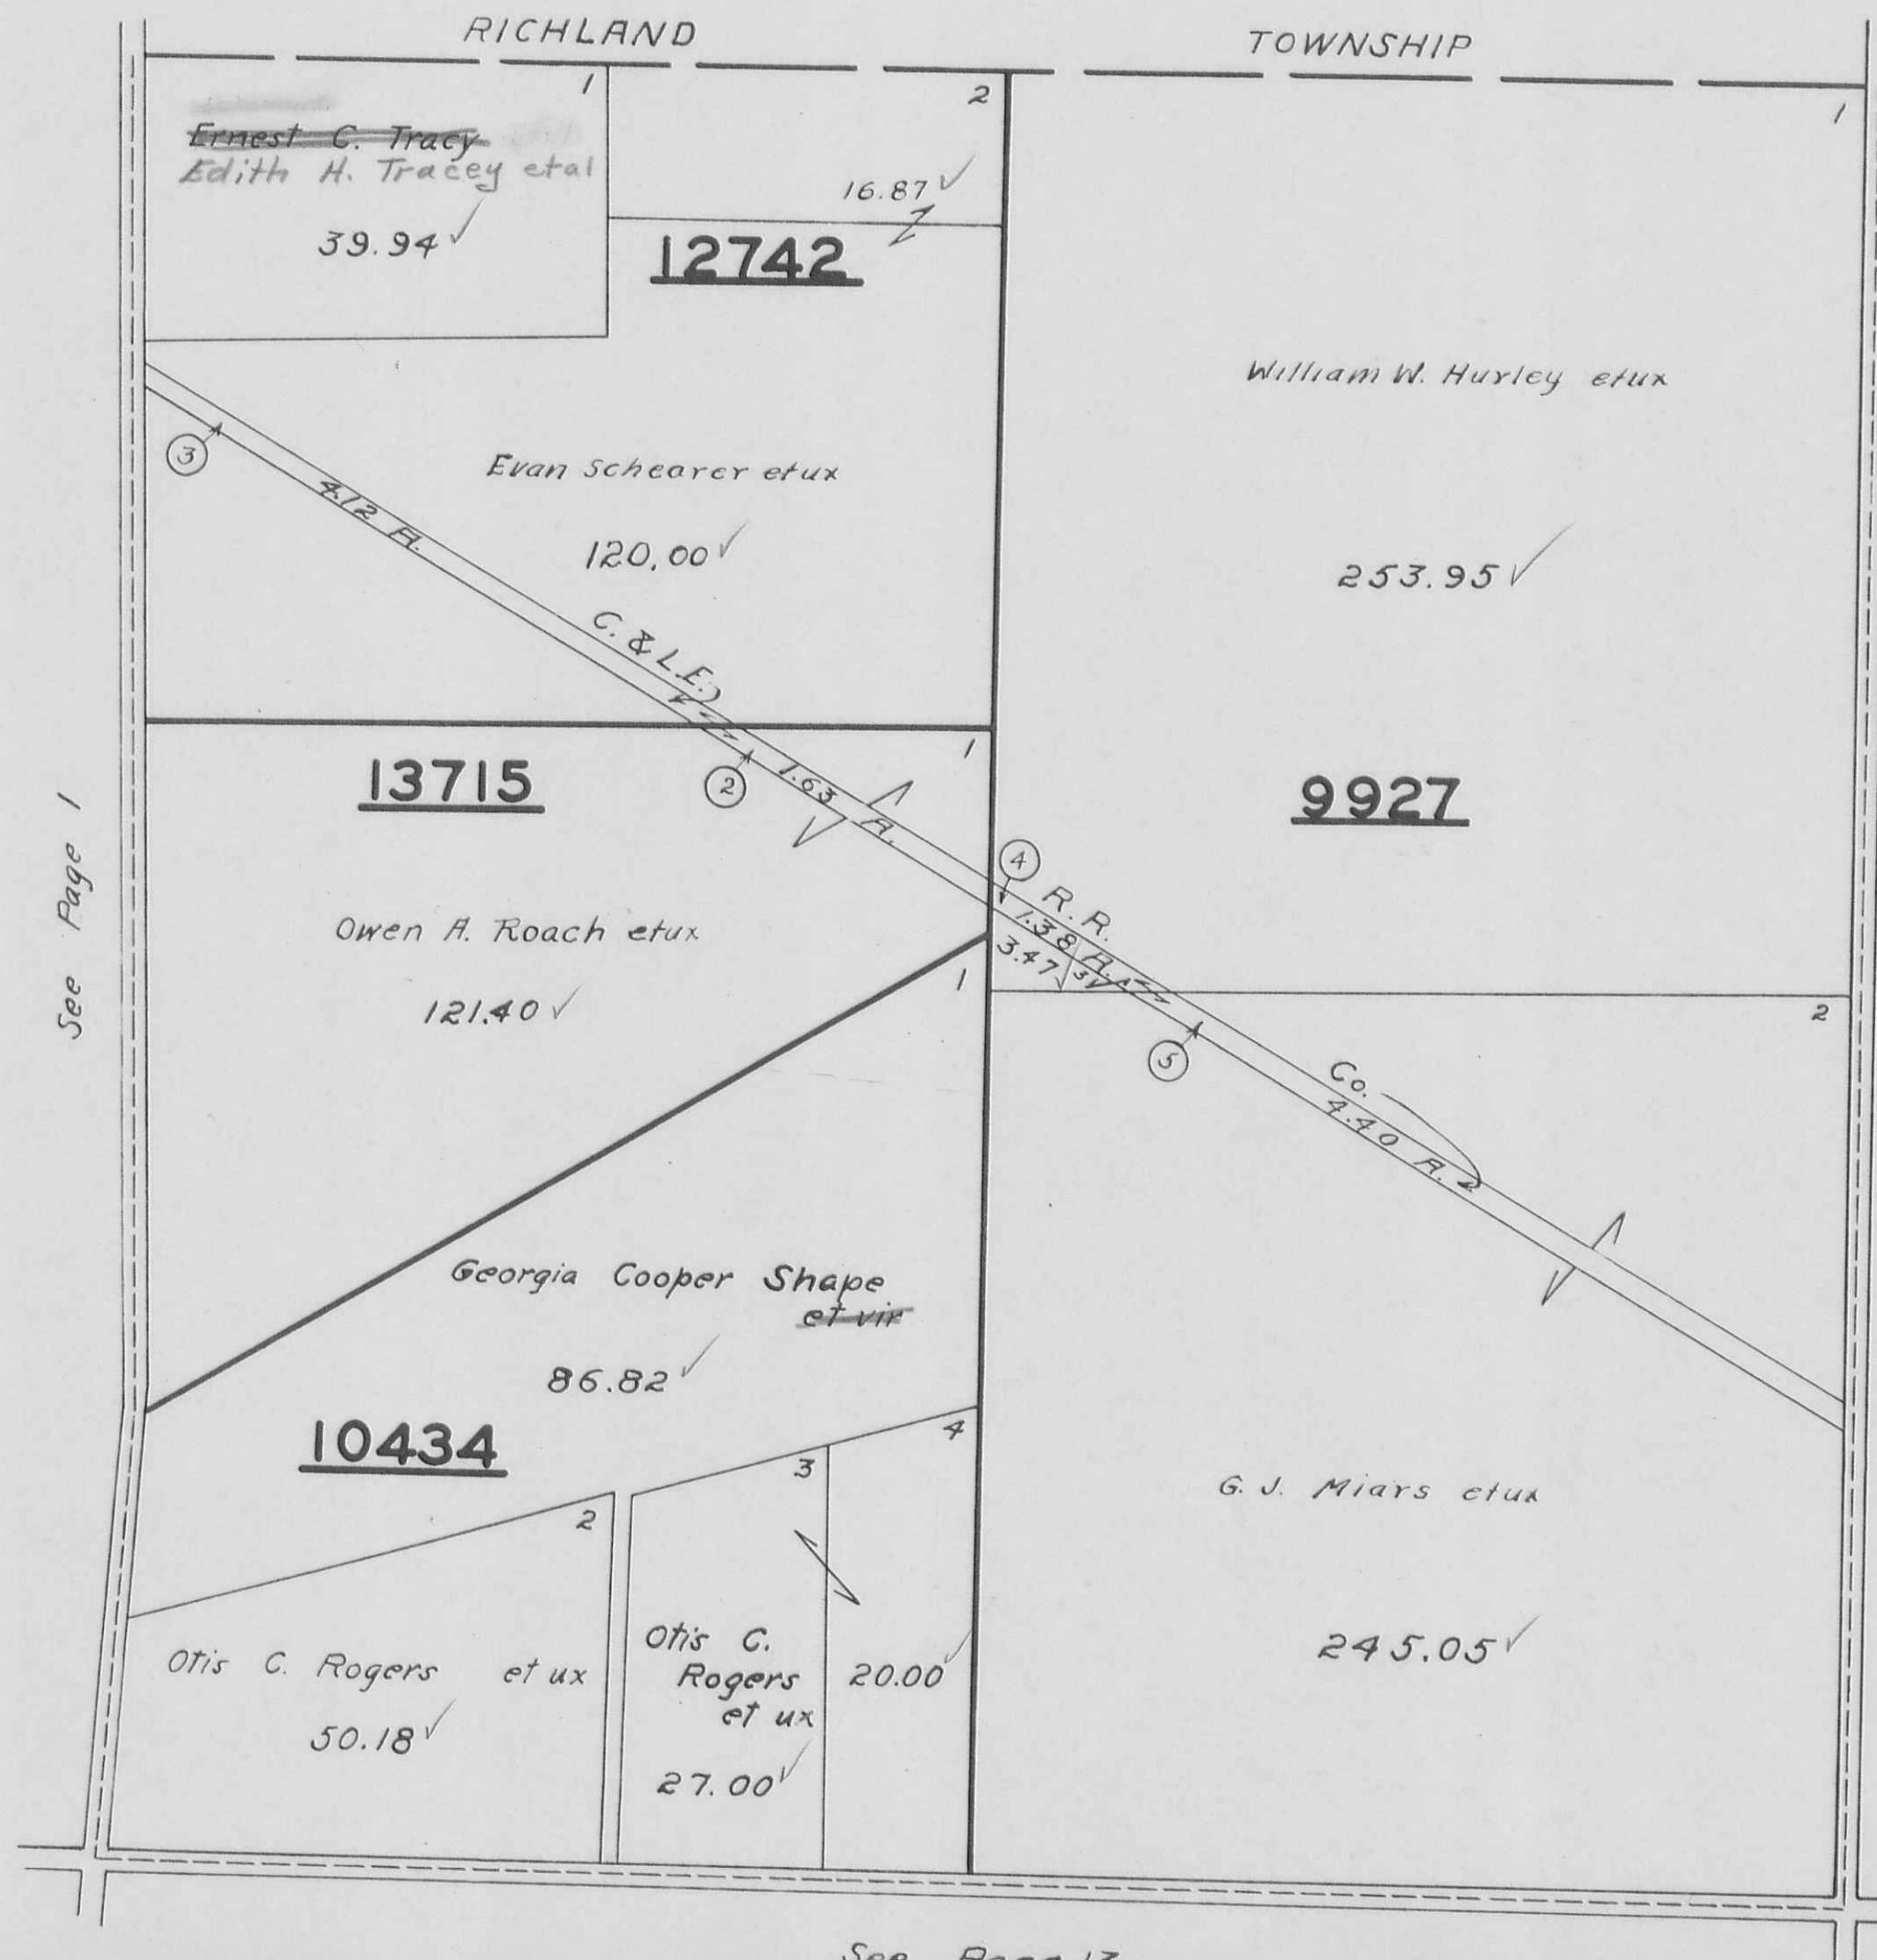 RICHLAND TOWNSHIP
1
Ernest C. Tracy
Edith H. Tracey etal
39.94
2
16.87
12742
1
William W. Hurley etux
253.95
3
4.12 A.
Evan Schearer etux
120.00
C. & L.E.
13715
1
2
1.63 A.
9927
See Page 1
Owen A. Roach etux
121.40
4
R. R.
1.38 A.
3.47
3
1
2
5
Co.
4.40 A.
Georgia Cooper Shape
et vir
86.82
10434
4
3
2
G. J. Miars etux
245.05
Otis C. Rogers et ux
50.18
Otis C.
Rogers
et ux
27.00
20.00
See Page 13